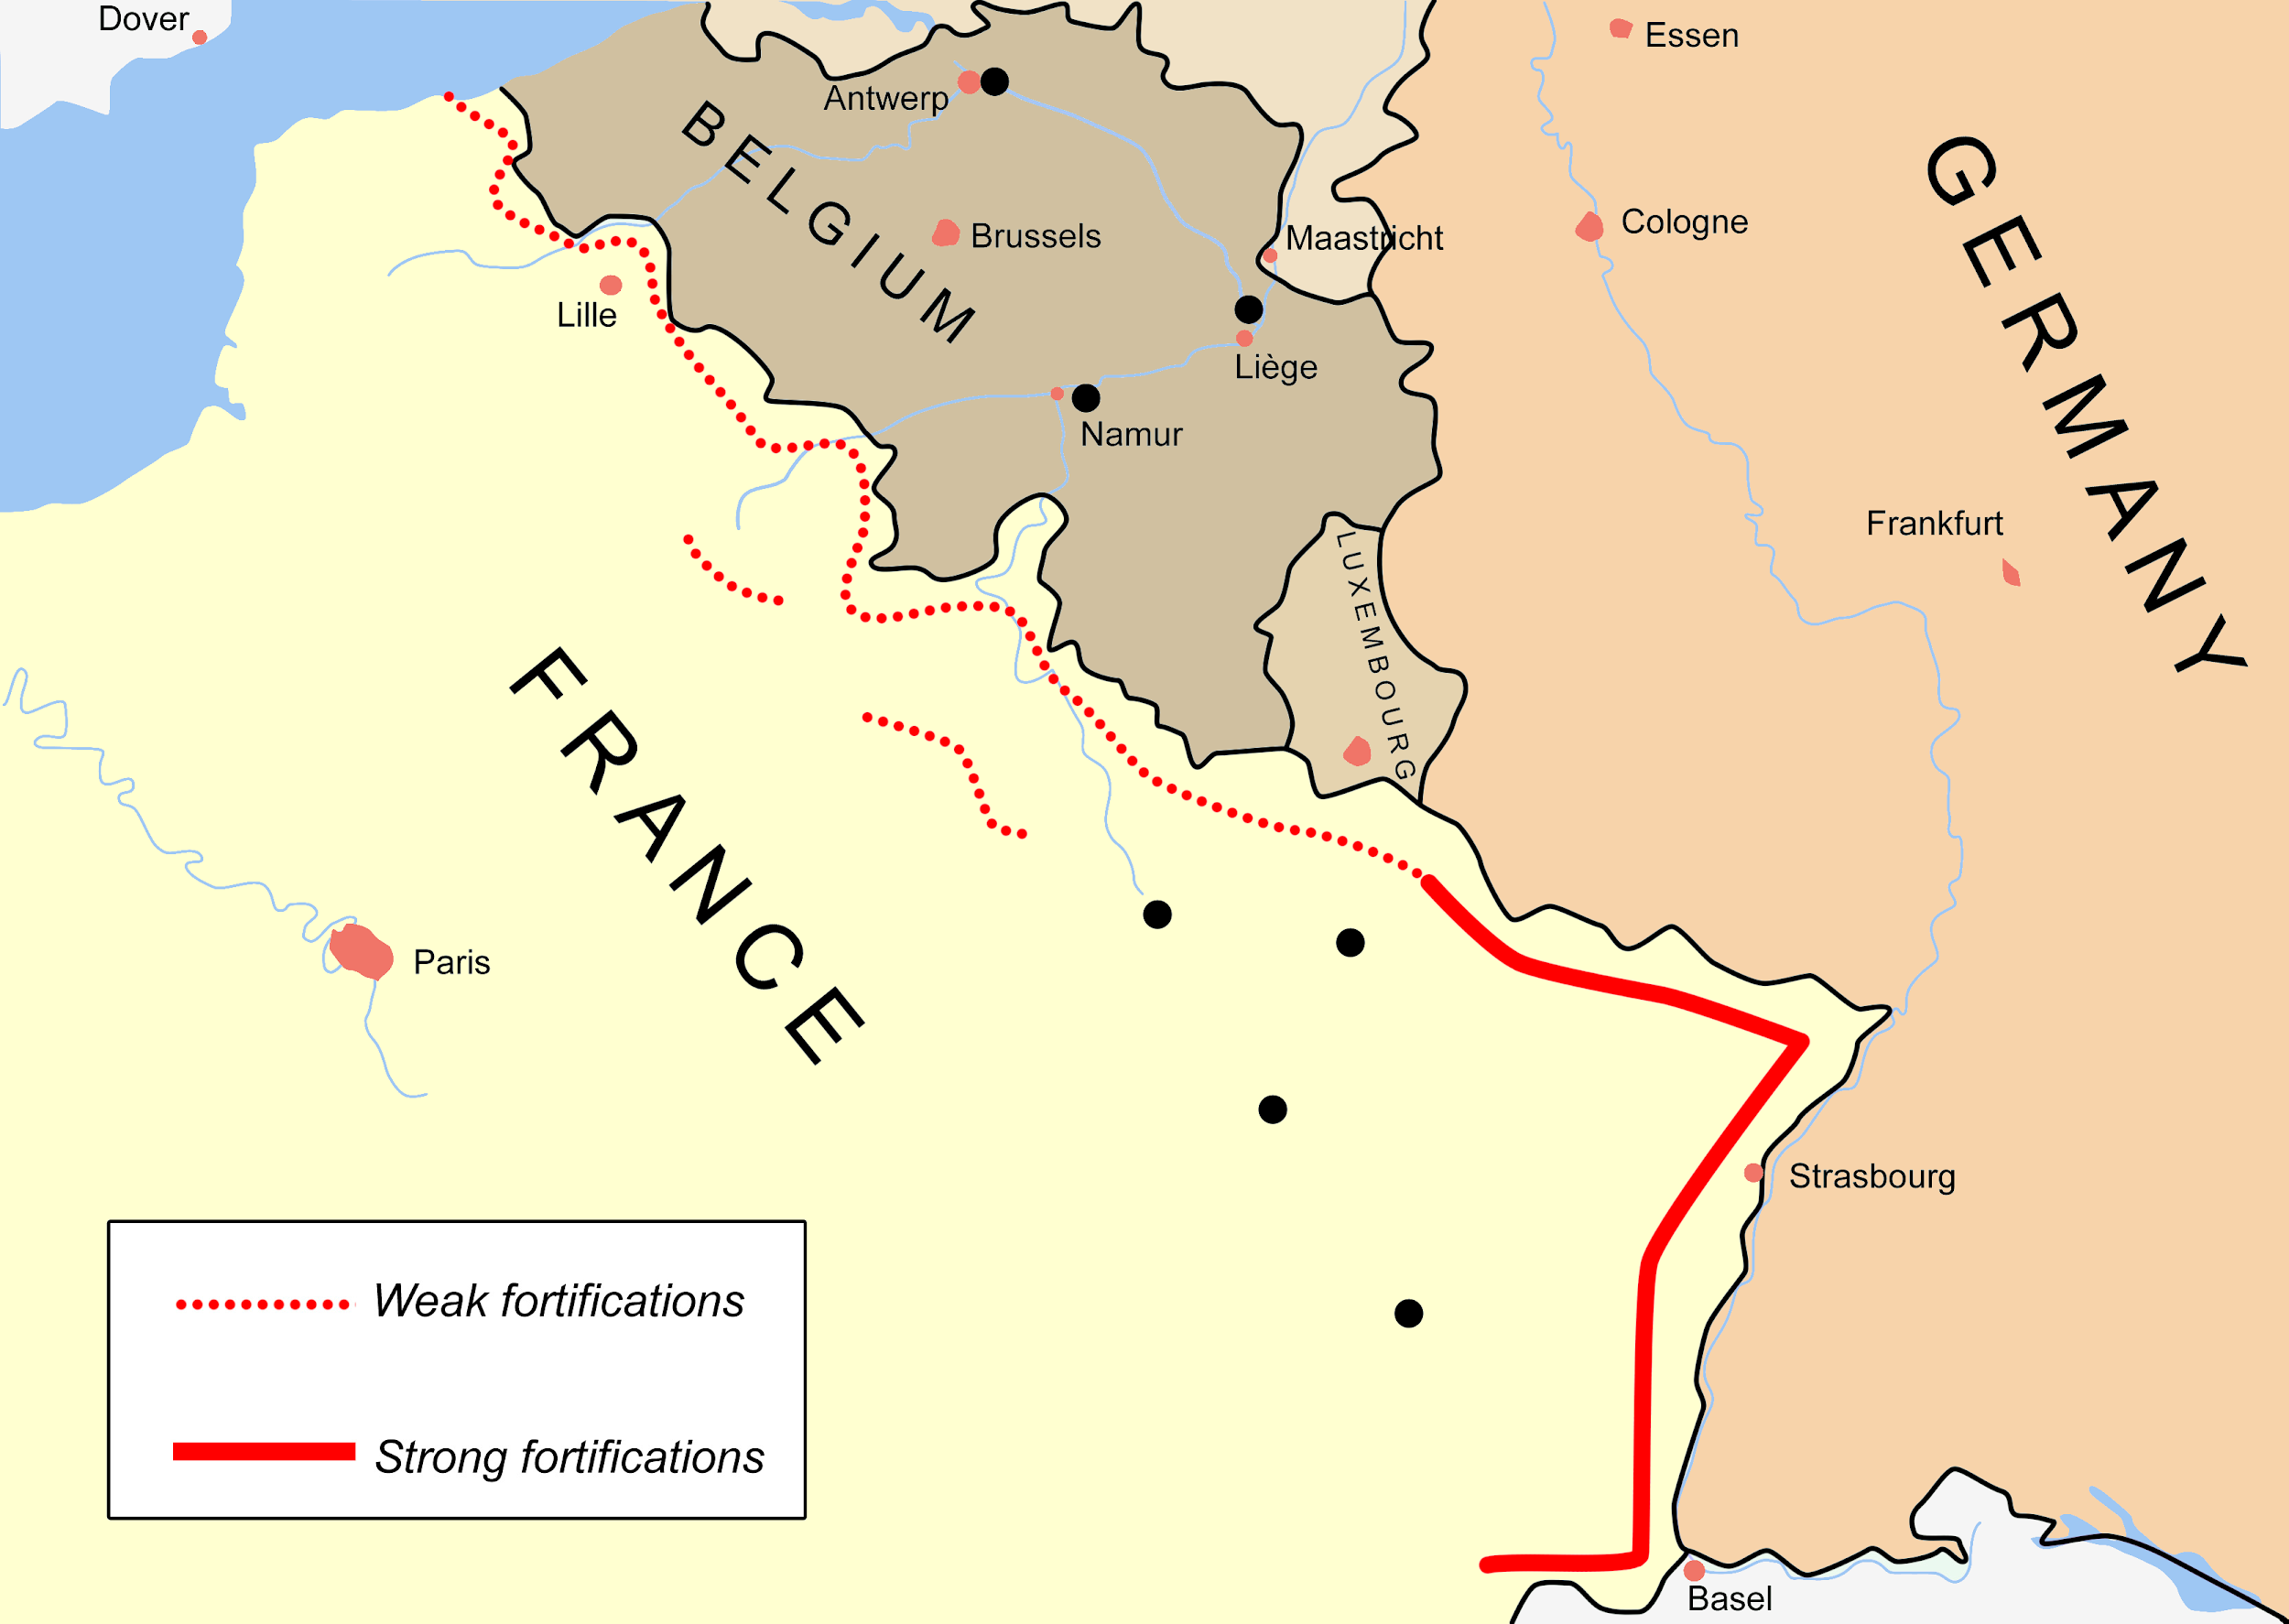 Dover
Essen
Antwerp
BELGIUM
GERMANY
Cologne
Brussels
Maastricht
Lille
Liège
Namur
Frankfurt
LUXEMBOURG
FRANCE
Paris
Strasbourg
Weak fortifications
Strong fortifications
Basel